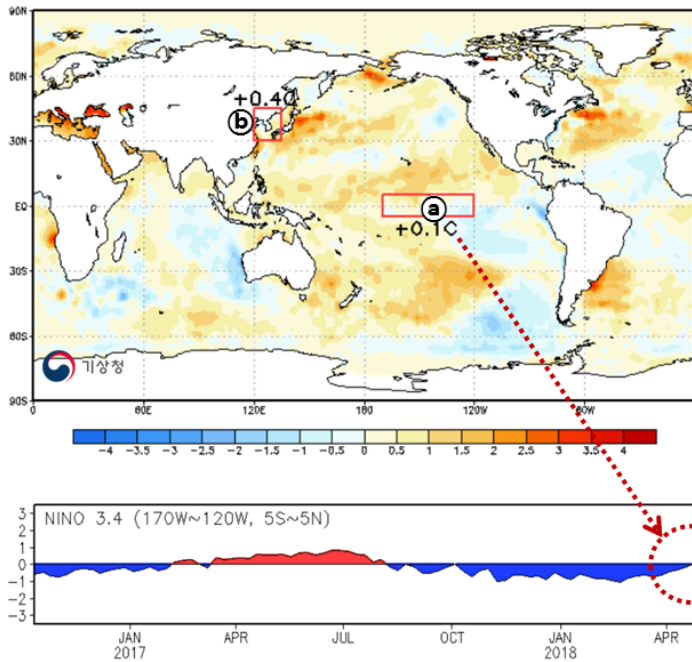 90N
60N
30N
EQ
30S
60S
90S
+0.4C
ⓑ
ⓐ
+0.1C
기상청
0 60E 120E 180 120W 60W
-4 -3.5 -3 -2.5 -2 -1.5 -1 -0.5 0 0.5 1 1.5 2 2.5 3 3.5 4
NINO 3.4 (170W~120W, 5S~5N)
3
2
1
0
-1
-2
-3
JAN APR JUL OCT JAN APR
2017 2018